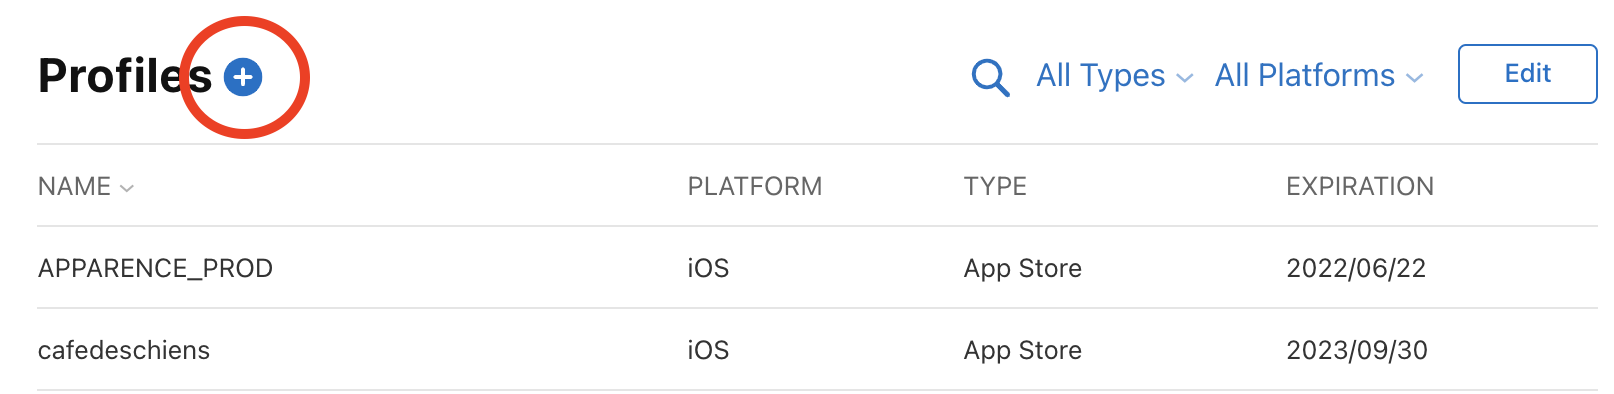 Profiles All Types All Platforms Edit
NAME PLATFORM TYPE EXPIRATION
APPARENCE_PROD iOS App Store 2022/06/22
cafedeschiens iOS App Store 2023/09/30